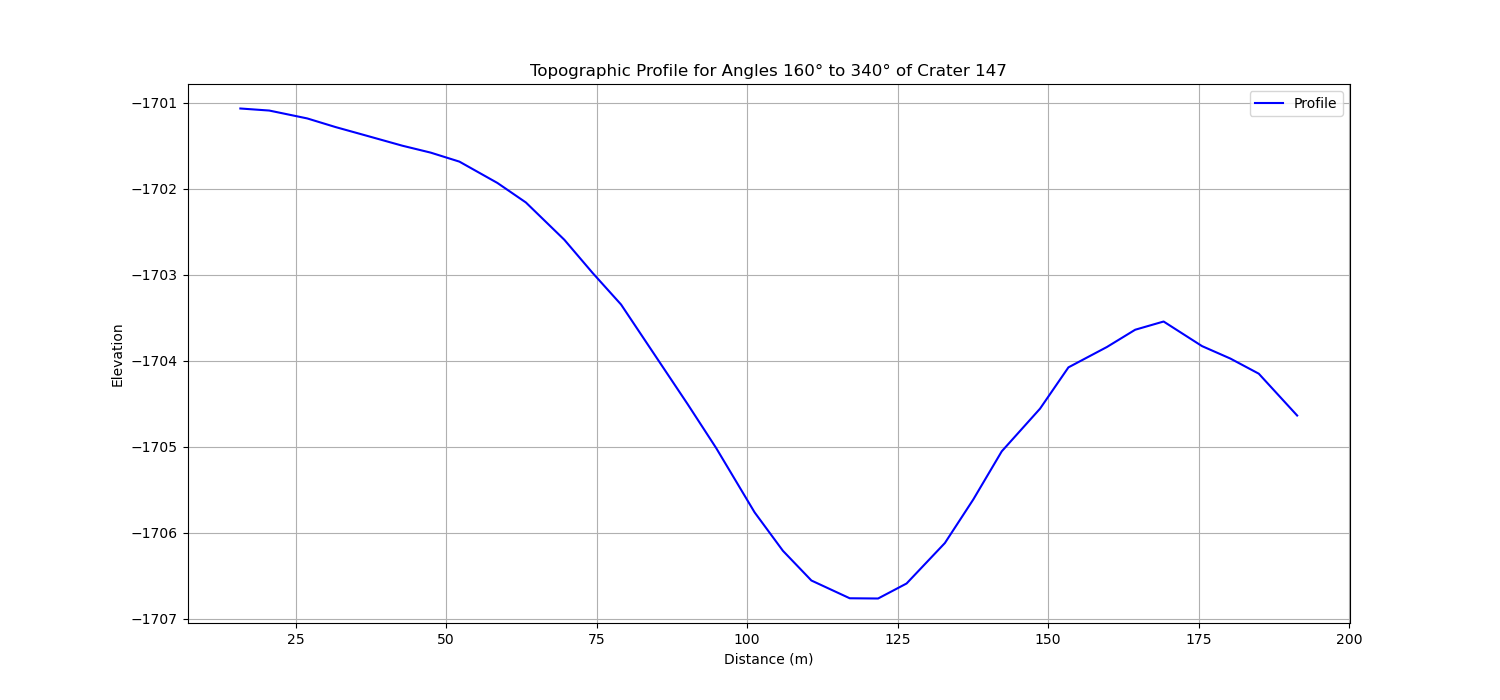 Topographic Profile for Angles 160° to 340° of Crater 147
Profile
−1701
−1702
−1703
−1704
−1705
−1706
−1707
Elevation
25 50 75 100 125 150 175 200
Distance (m)